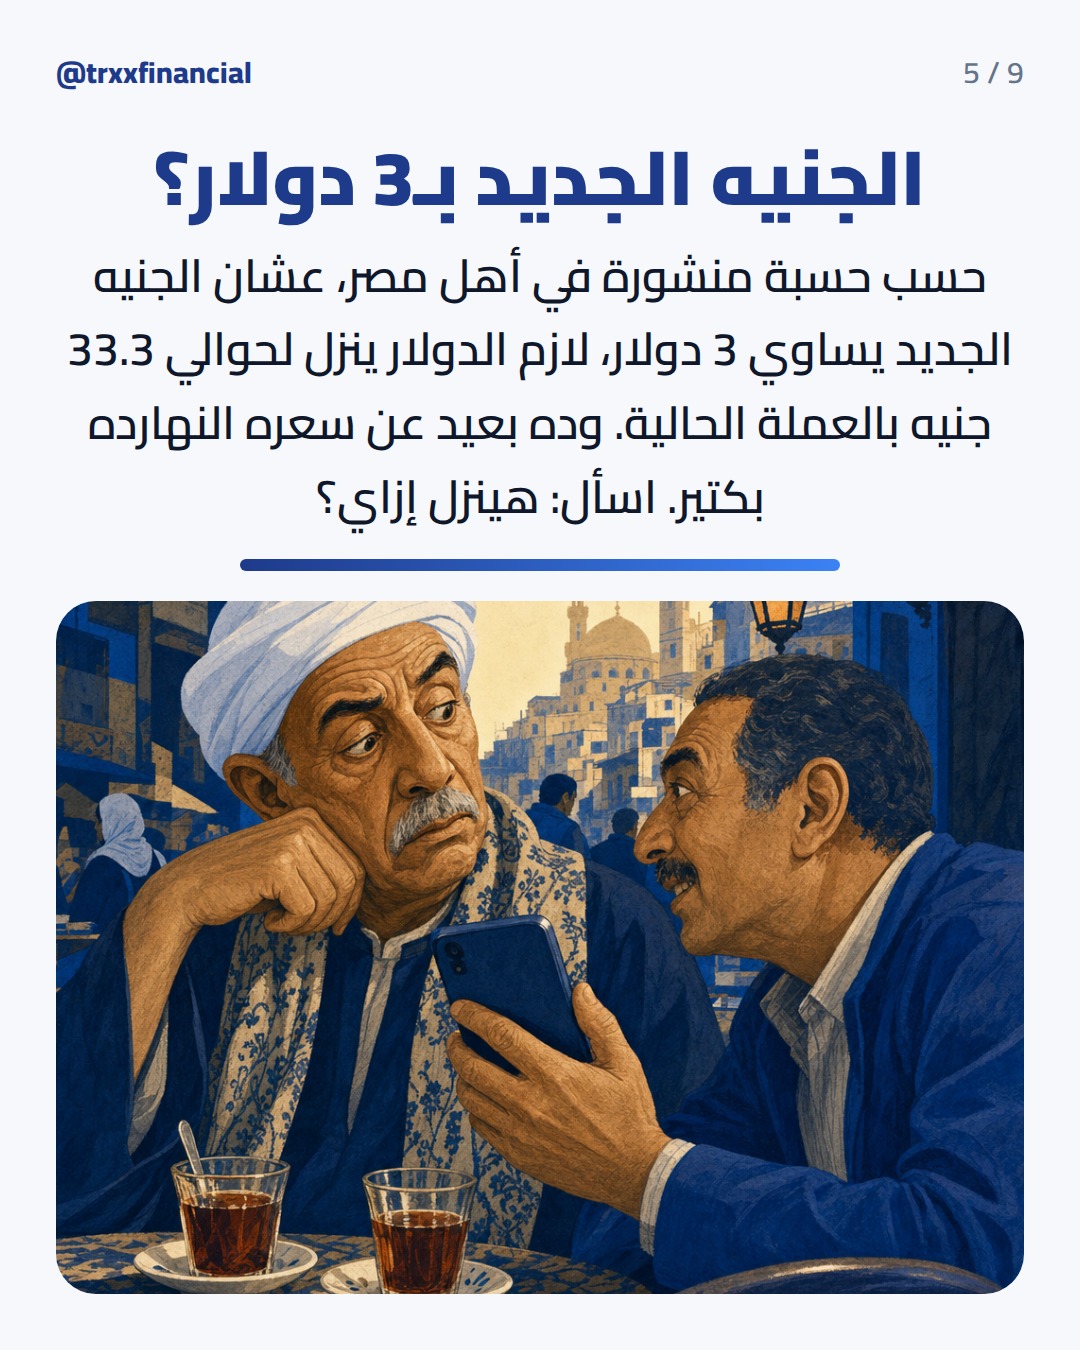 @trxxfinancial
5 / 9
الجنيه الجديد بـ3 دولار؟
حسب حسبة منشورة في أهل مصر، عشان الجنيه
الجديد يساوي 3 دولار، لازم الدولار ينزل لحوالي 33.3
جنيه بالعملة الحالية. وده بعيد عن سعره النهارده
بكتير. اسأل: هينزل إزاي؟